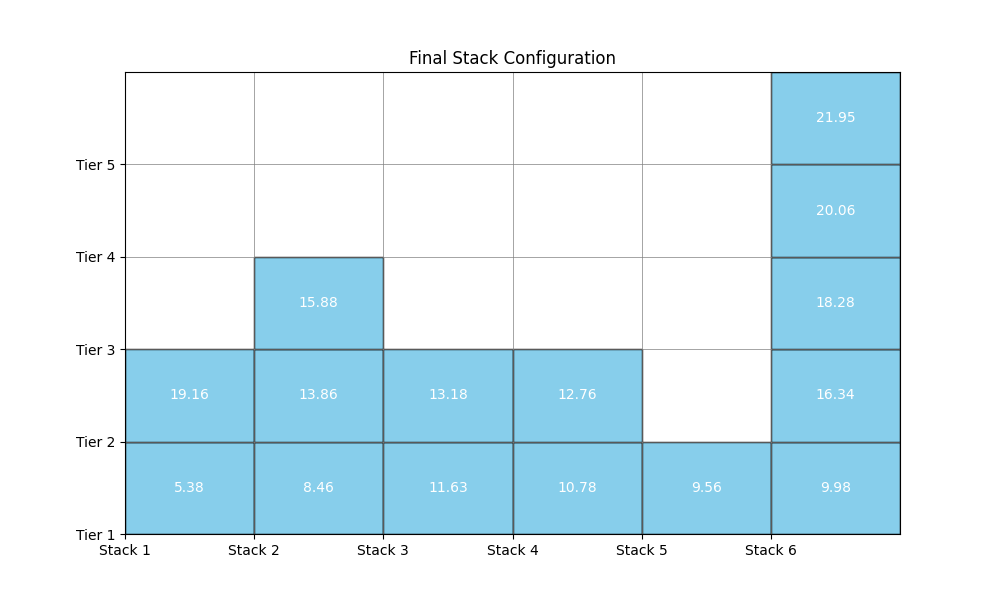 Final Stack Configuration
21.95
Tier 5
20.06
Tier 4
15.88 18.28
Tier 3
19.16 13.86 13.18 12.76 16.34
Tier 2
5.38 8.46 11.63 10.78 9.56 9.98
Tier 1
Stack 1 Stack 2 Stack 3 Stack 4 Stack 5 Stack 6